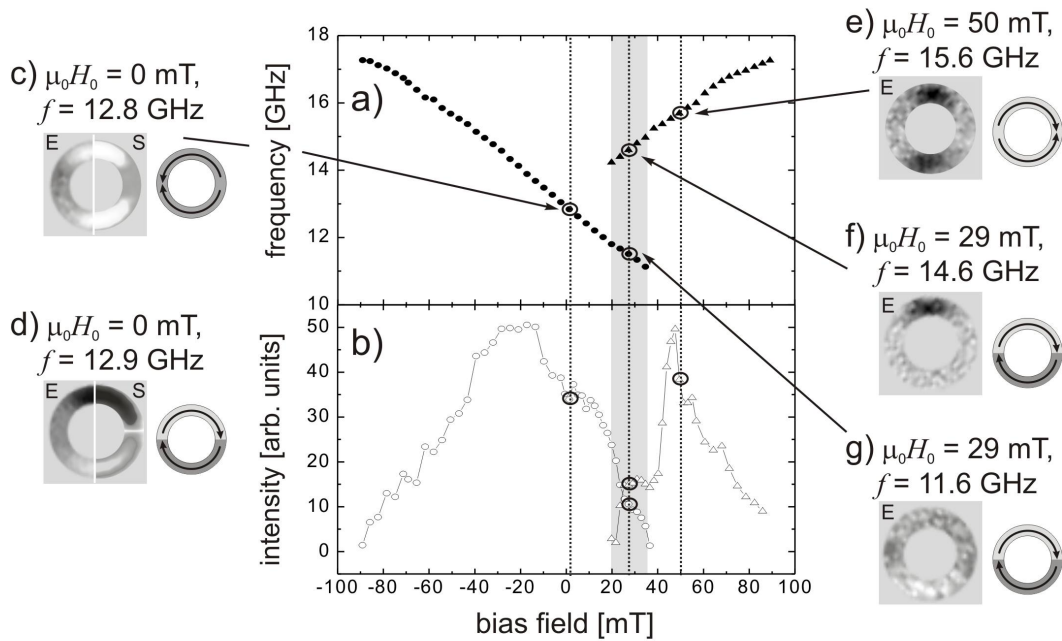 c) μ₀H₀ = 0 mT,
f = 12.8 GHz
E S
d) μ₀H₀ = 0 mT,
f = 12.9 GHz
E S
a)
frequency [GHz]
18
16
14
12
10
b)
intensity [arb. units]
50
40
30
20
10
0
-100 -80 -60 -40 -20 0 20 40 60 80 100
bias field [mT]
e) μ₀H₀ = 50 mT,
f = 15.6 GHz
E
f) μ₀H₀ = 29 mT,
f = 14.6 GHz
E
g) μ₀H₀ = 29 mT,
f = 11.6 GHz
E